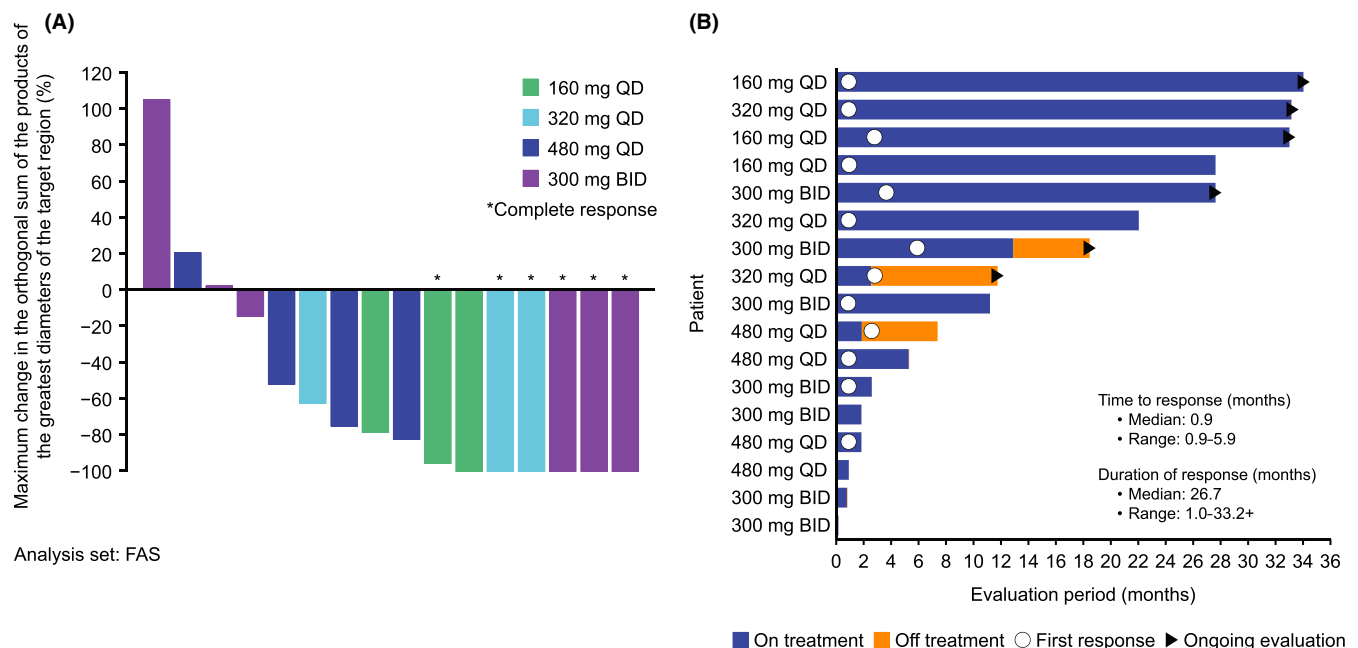 (A)
Maximum change in the orthogonal sum of the products of
the greatest diameters of the target region (%)
120
100
80
60
40
20
0
−20
−40
−60
−80
−100
160 mg QD
320 mg QD
480 mg QD
300 mg BID
*Complete response
* * * * * *
Analysis set: FAS
(B)
Patient
160 mg QD
320 mg QD
160 mg QD
160 mg QD
300 mg BID
320 mg QD
300 mg BID
320 mg QD
300 mg BID
480 mg QD
480 mg QD
300 mg BID
300 mg BID
480 mg QD
480 mg QD
300 mg BID
300 mg BID
Time to response (months)
• Median: 0.9
• Range: 0.9-5.9
Duration of response (months)
• Median: 26.7
• Range: 1.0-33.2+
0 2 4 6 8 10 12 14 16 18 20 22 24 26 28 30 32 34 36
Evaluation period (months)
On treatment Off treatment First response Ongoing evaluation